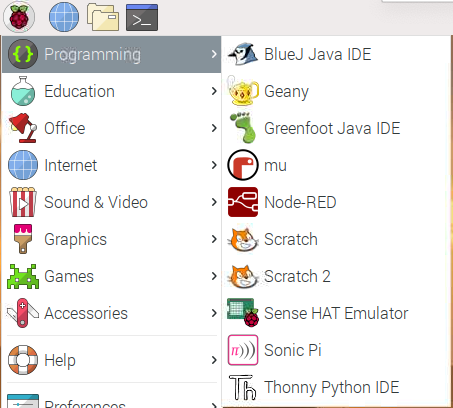 Programming
Education
Office
Internet
Sound & Video
Graphics
Games
Accessories
Help
Preferences
BlueJ Java IDE
Geany
Greenfoot Java IDE
mu
Node-RED
Scratch
Scratch 2
Sense HAT Emulator
Sonic Pi
Thonny Python IDE